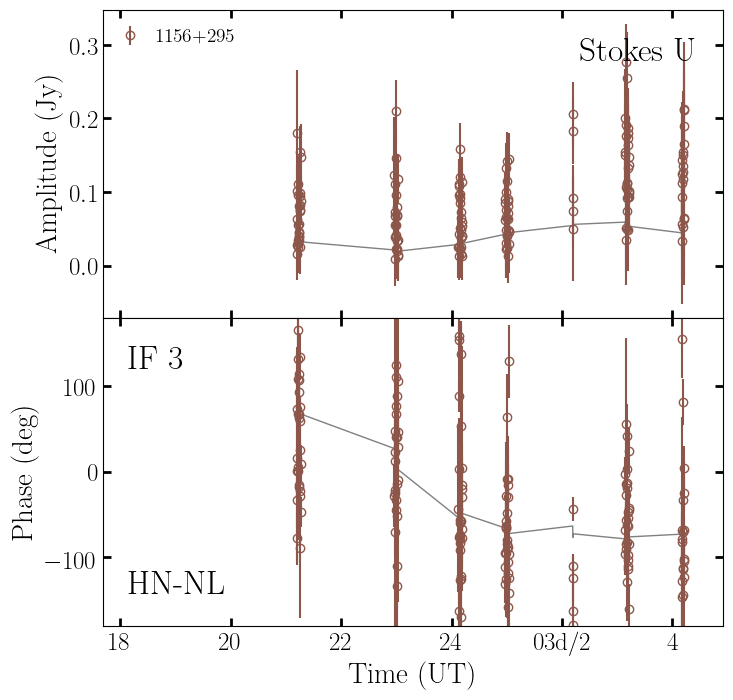 1156+295
Stokes U
0.3
0.2
0.1
0.0
Amplitude (Jy)
IF 3
100
0
−100
Phase (deg)
HN-NL
18 20 22 24 03d/2 4
Time (UT)